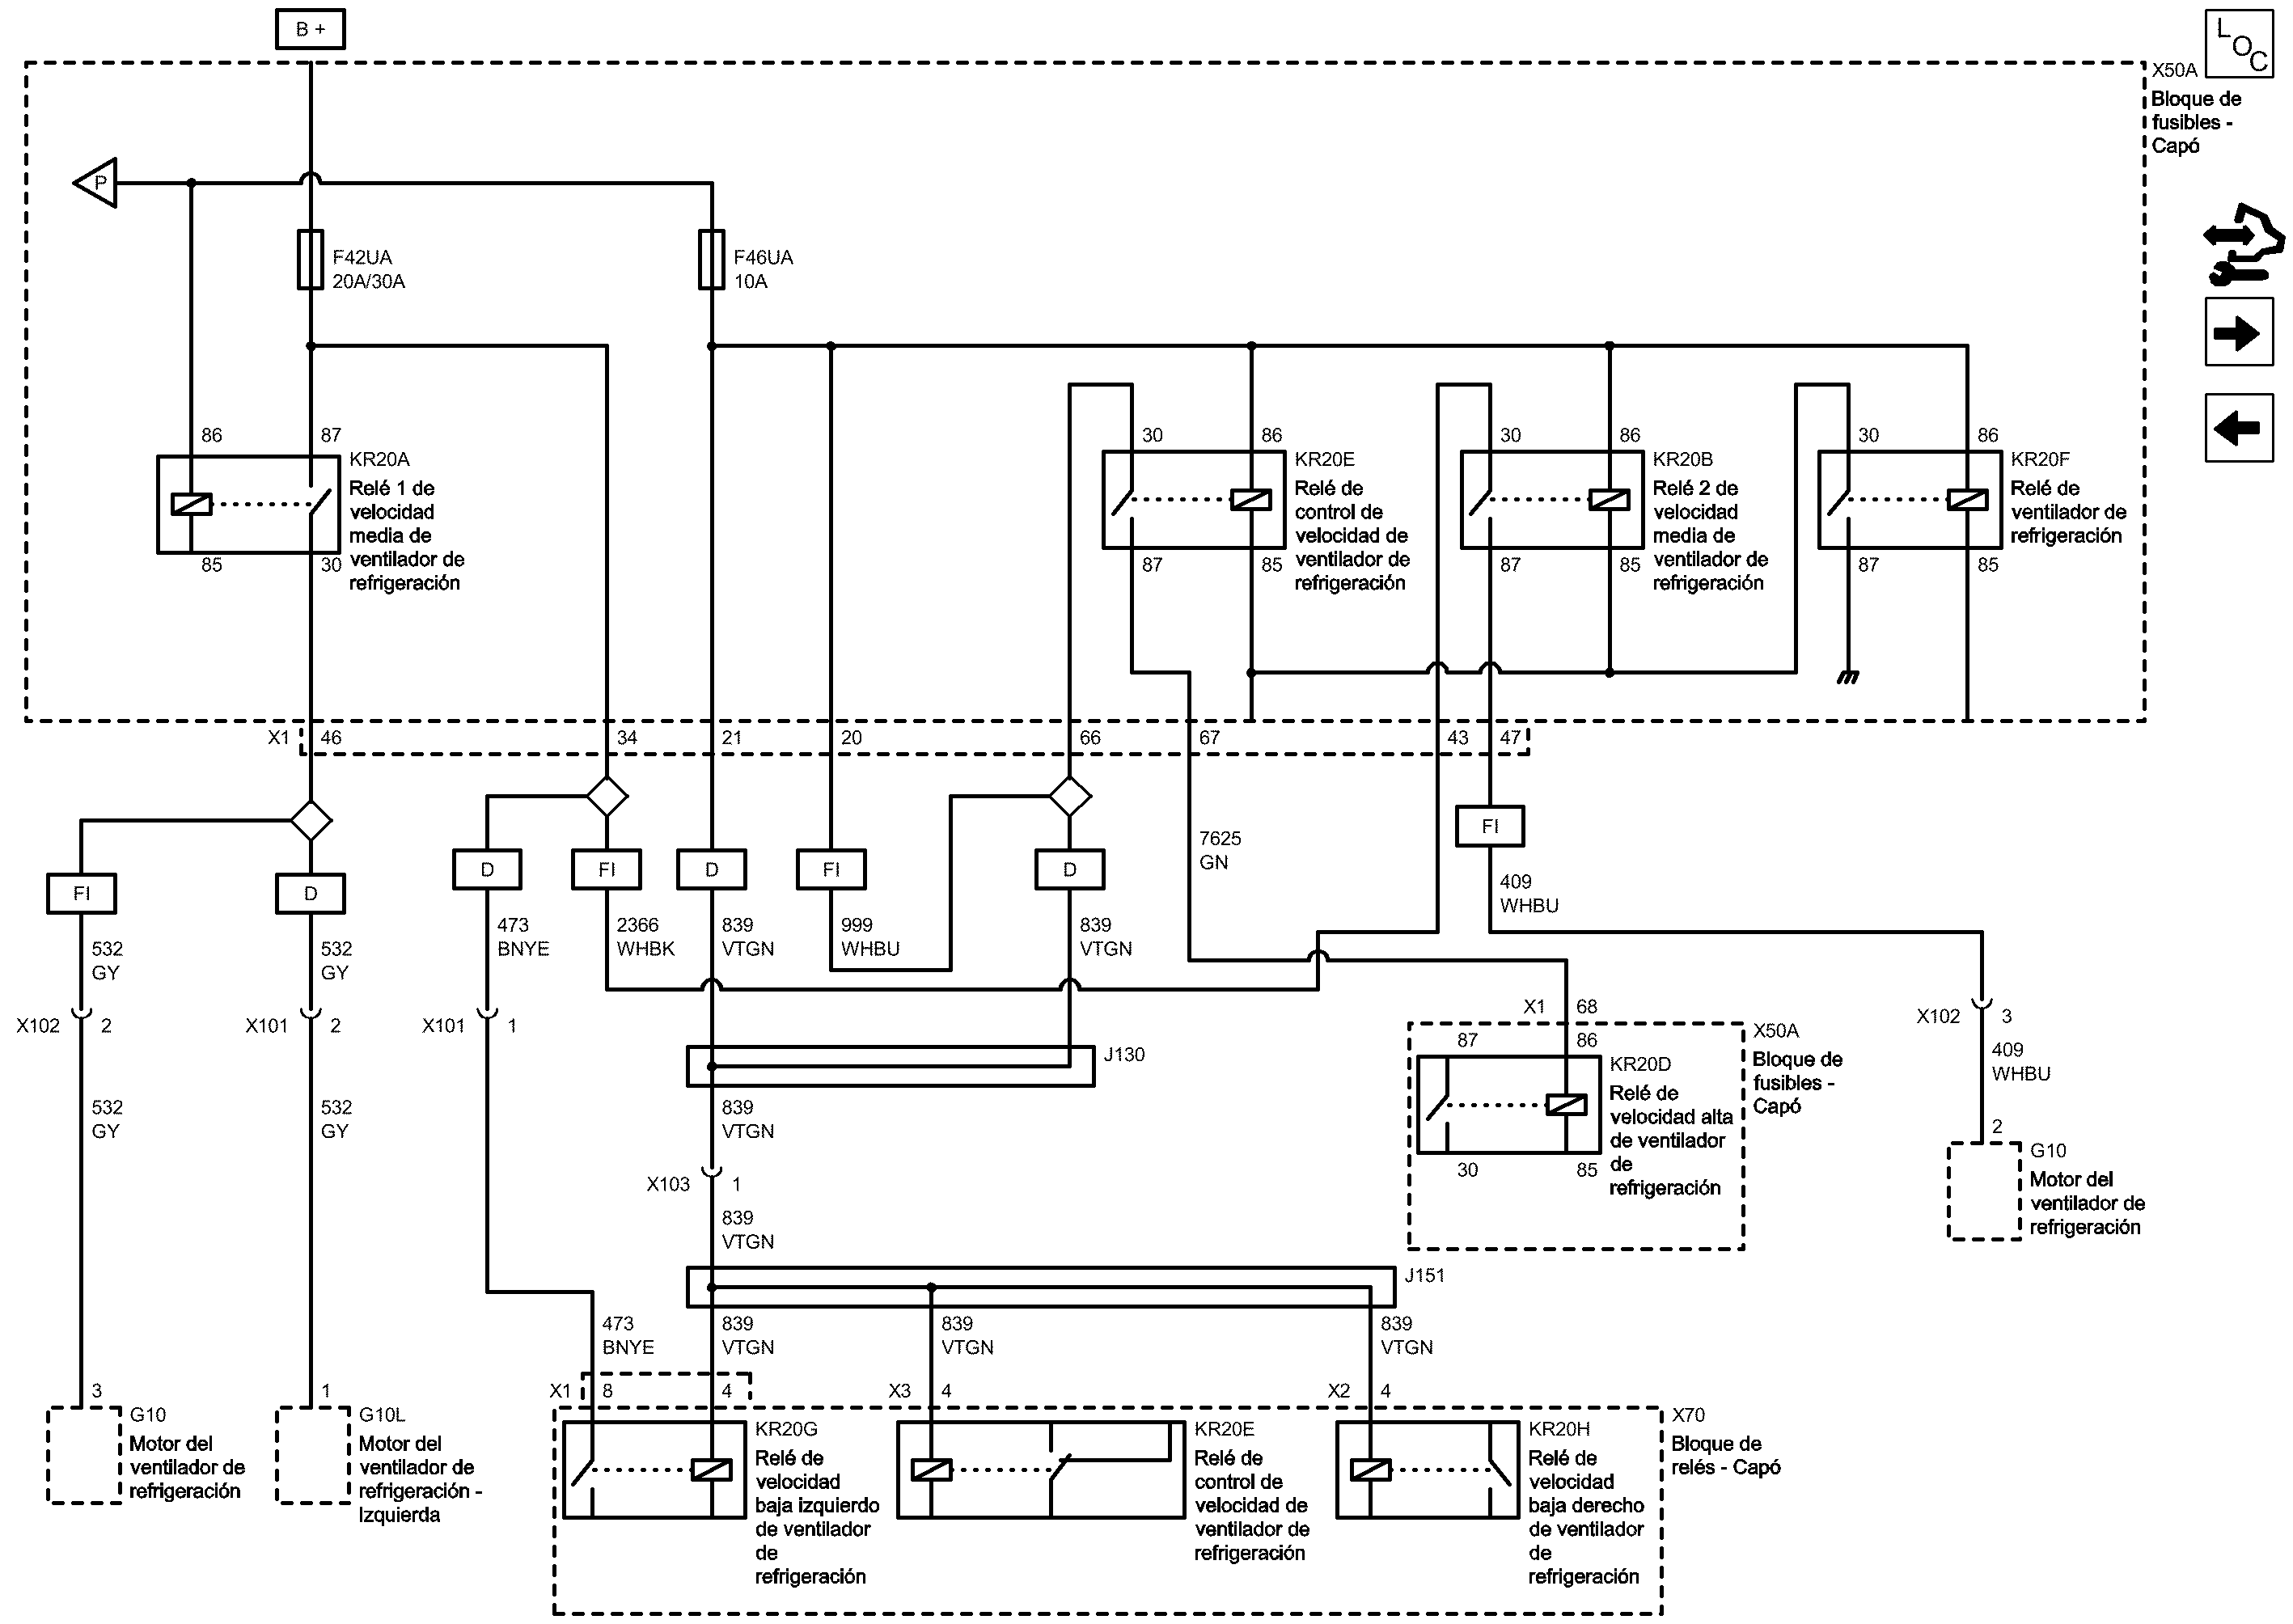 B +
L
O
C
X50A
Bloque de
fusibles -
Capó
P
F42UA
20A/30A
F46UA
10A
86
87
KR20A
Relé 1 de
velocidad
media de
ventilador de
refrigeración
85
30
30
86
KR20E
Relé de
control de
velocidad de
ventilador de
refrigeración
87
85
30
86
KR20B
Relé 2 de
velocidad
media de
ventilador de
refrigeración
87
85
30
86
KR20F
Relé de
ventilador de
refrigeración
87
85
X1
46
34
21
20
66
67
43
47
FI
D
D
FI
D
FI
D
FI
7625
GN
409
WHBU
532
GY
532
GY
473
BNYE
2366
WHBK
839
VTGN
999
WHBU
839
VTGN
X102
2
X101
2
X101
1
X1
68
X102
3
409
WHBU
J130
87
86
X50A
Bloque de
fusibles -
Capó
KR20D
Relé de
velocidad alta
de ventilador
de
refrigeración
30
85
532
GY
532
GY
839
VTGN
2
G10
Motor del
ventilador de
refrigeración
X103
1
839
VTGN
J151
473
BNYE
839
VTGN
839
VTGN
839
VTGN
3
G10
Motor del
ventilador de
refrigeración
1
G10L
Motor del
ventilador de
refrigeración -
Izquierda
X1
8
4
X3
4
X2
4
KR20G
Relé de
velocidad
baja izquierdo
de ventilador
de
refrigeración
KR20E
Relé de
control de
velocidad de
ventilador de
refrigeración
KR20H
Relé de
velocidad
baja derecho
de ventilador
de
refrigeración
X70
Bloque de
relés - Capó